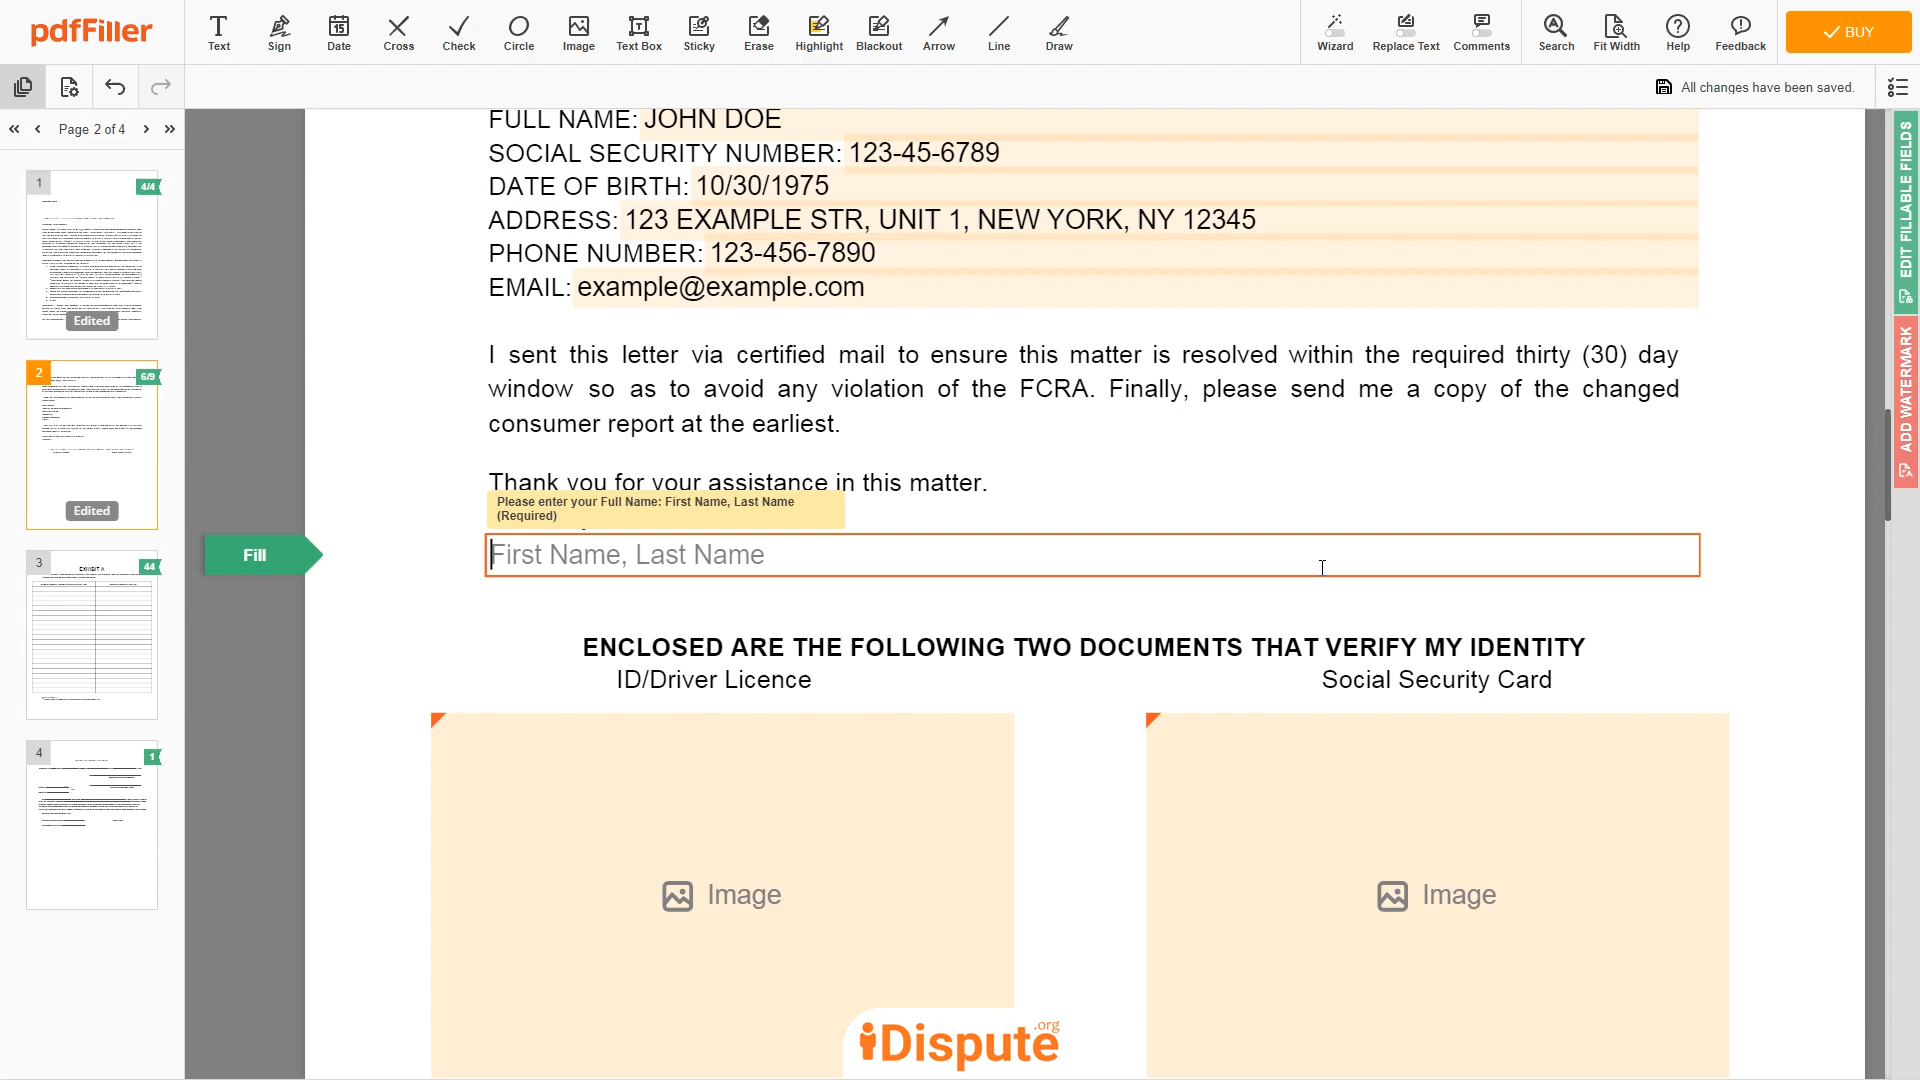 pdfFiller
Text
Sign
15
Date
Cross
Check
Circle
Image
Text Box
Sticky
Erase
Highlight
Blackout
Arrow
Line
Draw
Wizard
Replace Text
Comments
Search
Fit Width
Help
Feedback
BUY
All changes have been saved.
Page 2 of 4
1
4/4
Edited
2
6/9
Edited
3
44
EXHIBIT A
4
1
FULL NAME: JOHN DOE
SOCIAL SECURITY NUMBER: 123-45-6789
DATE OF BIRTH: 10/30/1975
ADDRESS: 123 EXAMPLE STR, UNIT 1, NEW YORK, NY 12345
PHONE NUMBER: 123-456-7890
EMAIL: example@example.com
I sent this letter via certified mail to ensure this matter is resolved within the required thirty (30) day
window so as to avoid any violation of the FCRA. Finally, please send me a copy of the changed
consumer report at the earliest.
Thank you for your assistance in this matter.
Please enter your Full Name: First Name, Last Name
(Required)
Fill
First Name, Last Name
ENCLOSED ARE THE FOLLOWING TWO DOCUMENTS THAT VERIFY MY IDENTITY
ID/Driver Licence
Social Security Card
Image
Image
iDispute.org
EDIT FILLABLE FIELDS
ADD WATERMARK